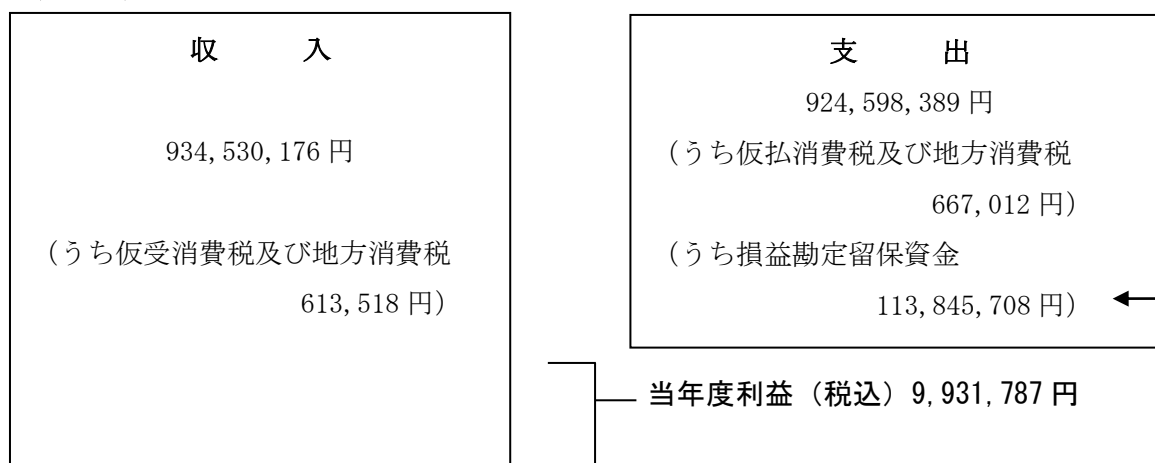 収　入
934,530,176 円
（うち仮受消費税及び地方消費税
613,518 円）
支　出
924,598,389 円
（うち仮払消費税及び地方消費税
667,012 円）
（うち損益勘定留保資金
113,845,708 円）
当年度利益（税込）9,931,787 円